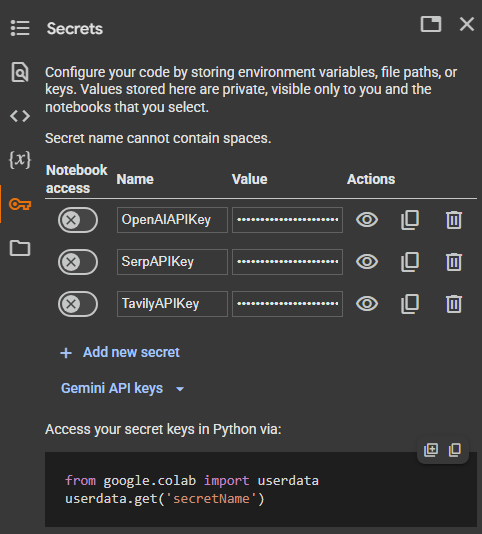 Secrets
Configure your code by storing environment variables, file paths, or
keys. Values stored here are private, visible only to you and the
notebooks that you select.
Secret name cannot contain spaces.
Notebook access Name Value Actions
OpenAIAPIKey ••••••••••••••••••••
SerpAPIKey ••••••••••••••••••••
TavilyAPIKey ••••••••••••••••••••
+ Add new secret
Gemini API keys
Access your secret keys in Python via:
from google.colab import userdata
userdata.get('secretName')
{x}